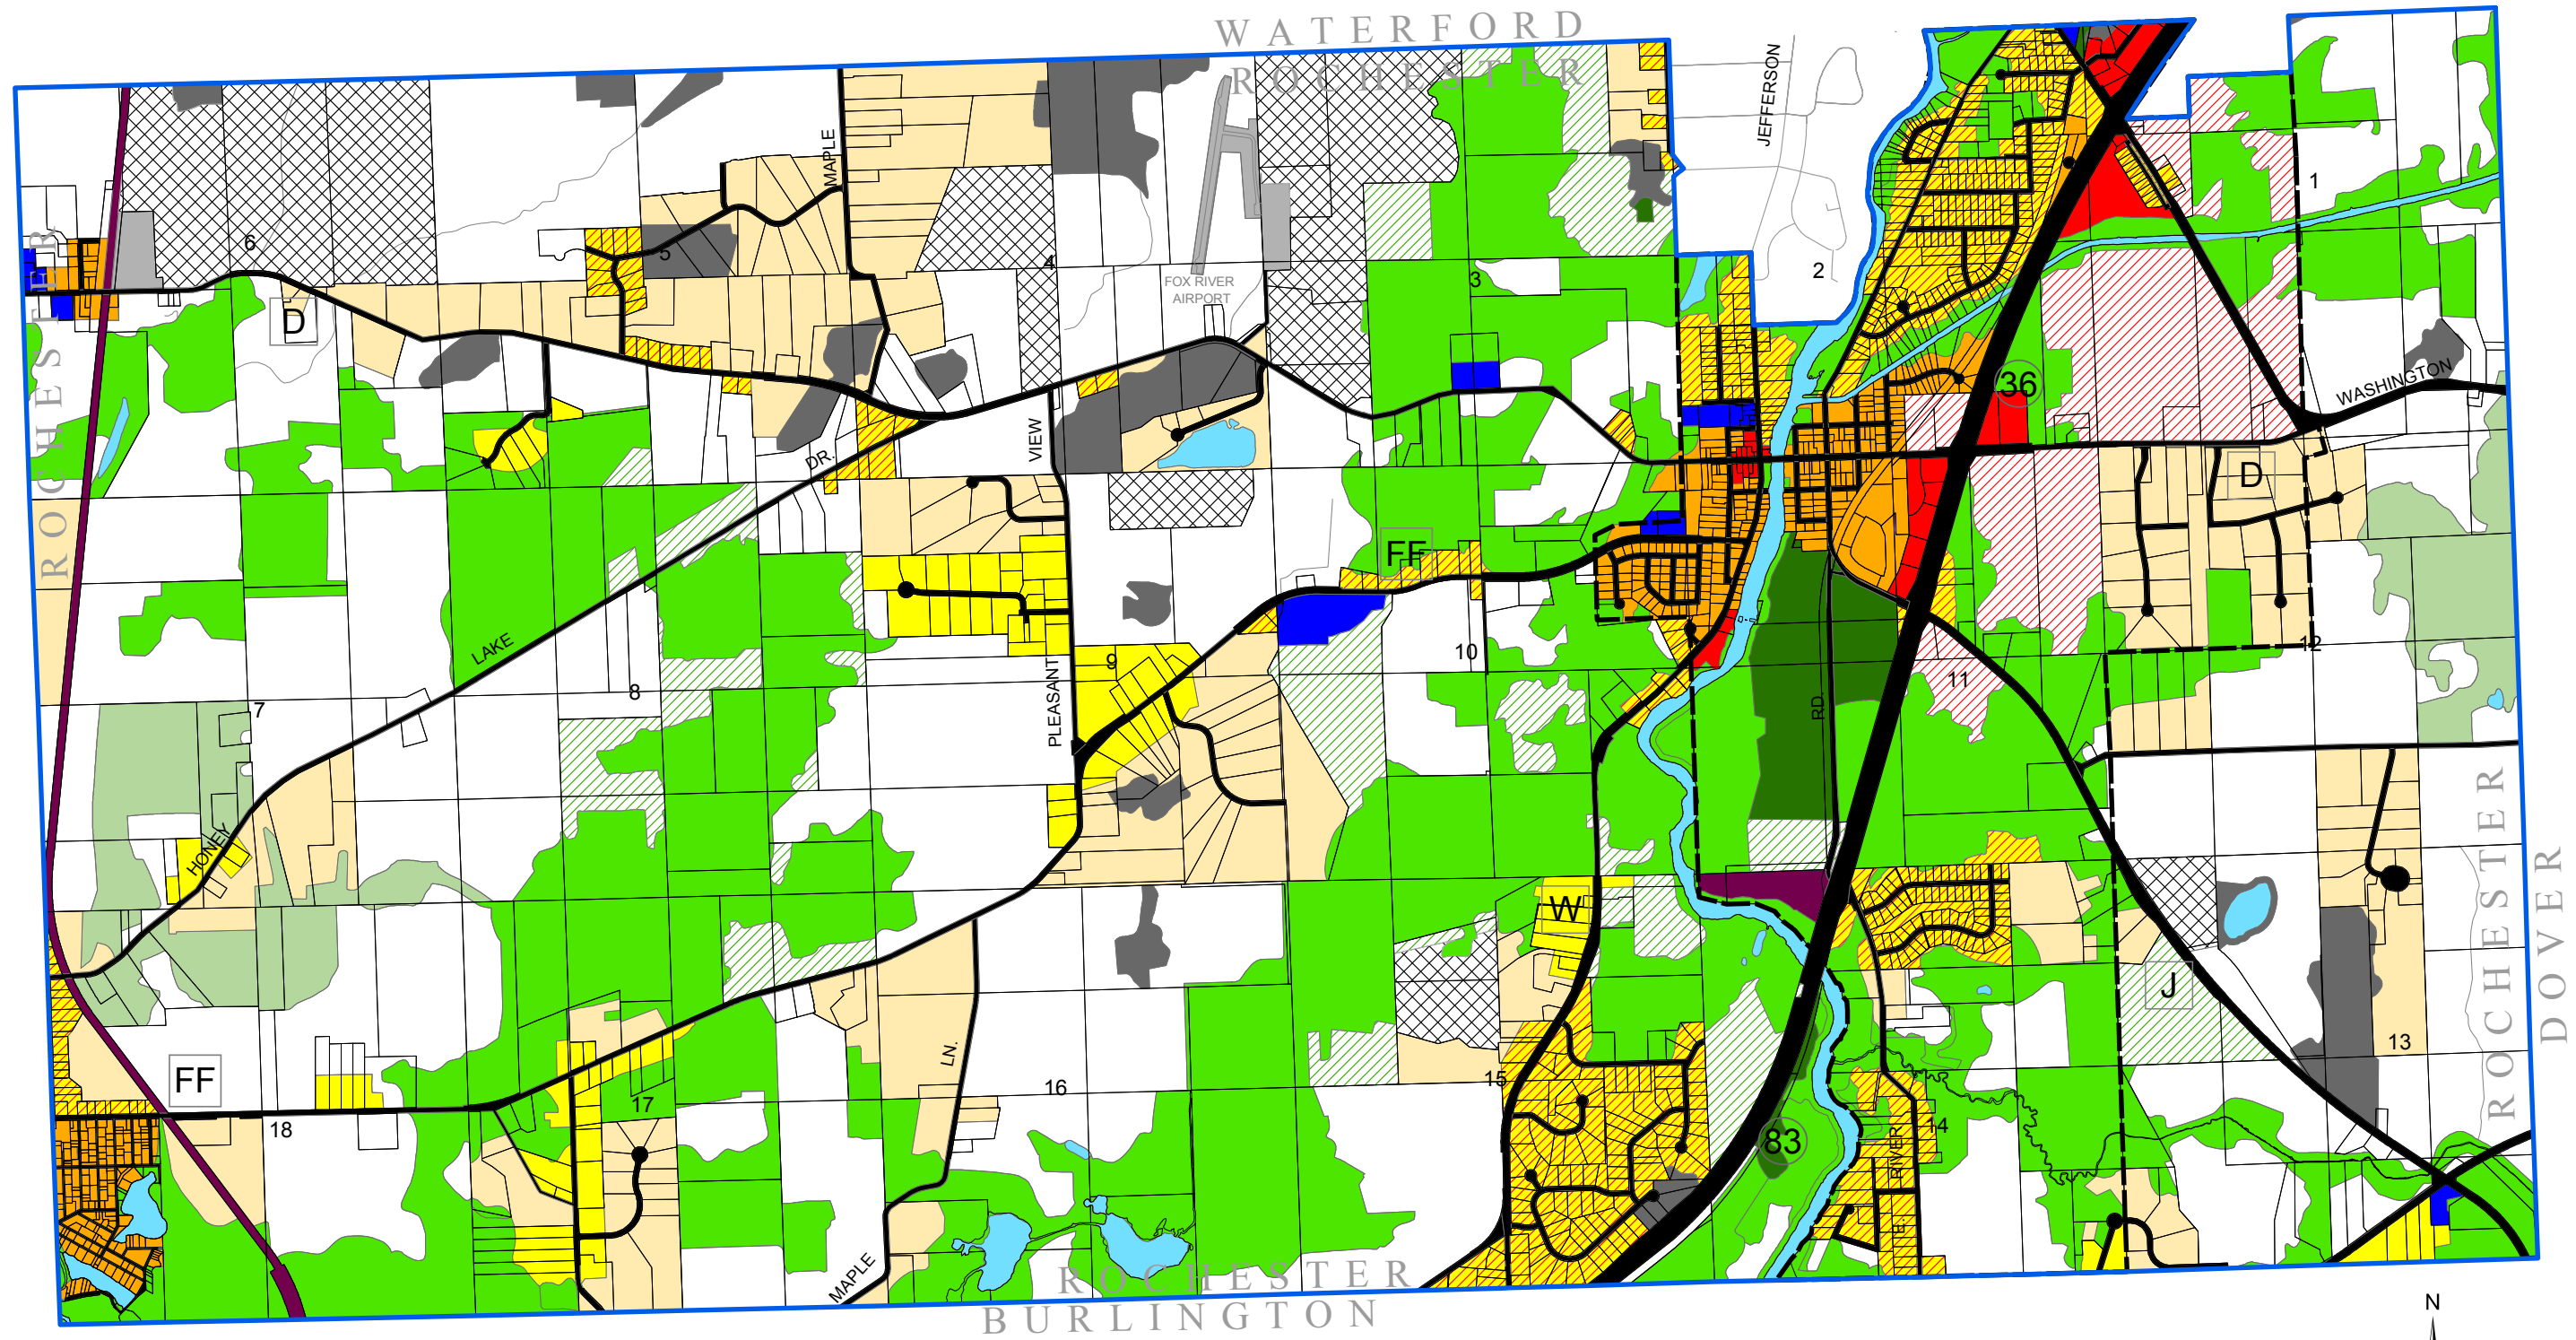 WATERFORD
ROCHESTER
JEFFERSON
MAPLE
1
6
5
4
3
2
FOX RIVER
AIRPORT
D
36
WASHINGTON
ROCHESTER
VIEW
DR.
D
FF
LAKE
12
10
9
8
7
11
PLEASANT
RD.
HONEY
W
ROCHESTER
DOVER
J
13
LN.
FF
15
16
17
18
14
83
RIVER
E.
MAPLE
ROCHESTER
BURLINGTON
N